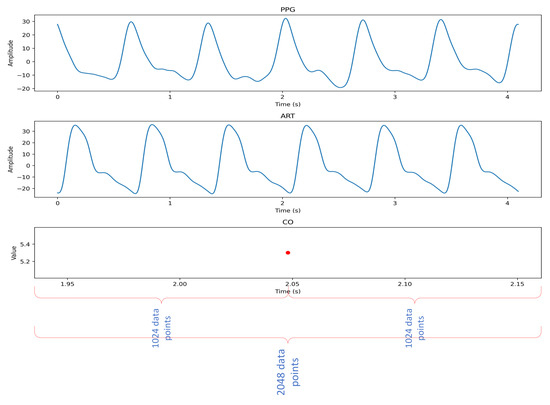 PPG
30
20
10
0
−10
−20
Amplitude
0
1
2
3
4
Time (s)
ART
30
20
10
0
−10
−20
Amplitude
0
1
2
3
4
Time (s)
CO
5.4
5.2
Value
1.95
2.00
2.05
2.10
2.15
Time (s)
1024 data
points
1024 data
points
2048 data
points